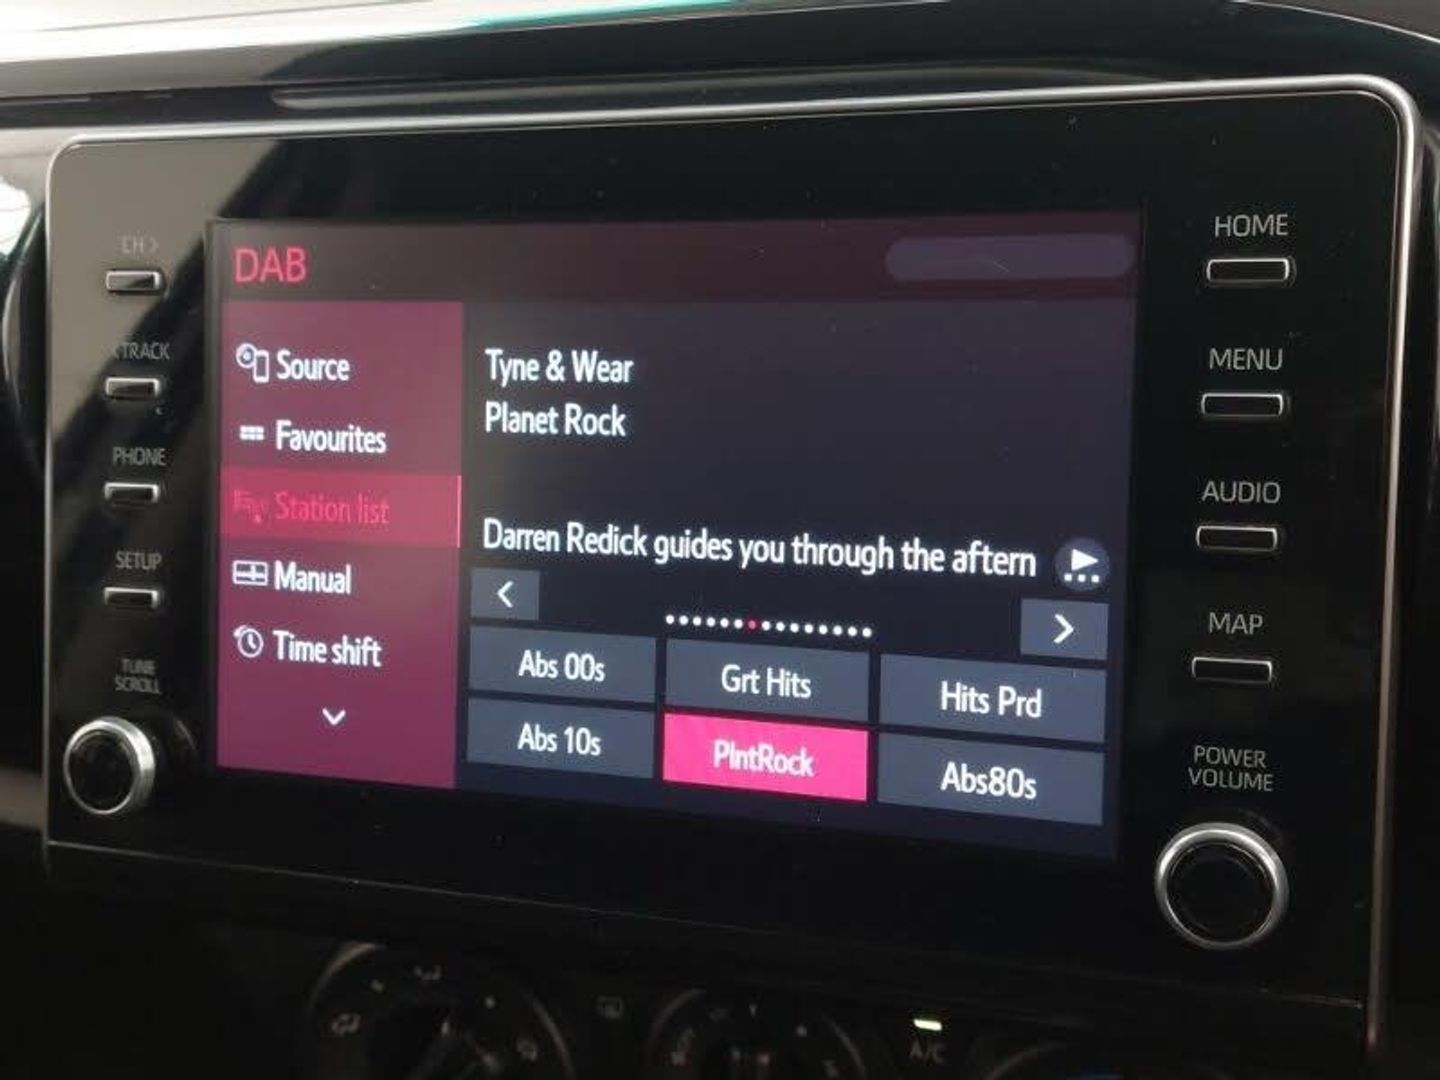 CH >
TRACK
PHONE
SETUP
TUNE
SCROLL
DAB
Source
Favourites
Station list
Manual
Time shift
Tyne & Wear
Planet Rock
Darren Redick guides you through the aftern
Abs 00s
Grt Hits
Hits Prd
Abs 10s
PlntRock
Abs80s
HOME
MENU
AUDIO
MAP
POWER
VOLUME
A/C